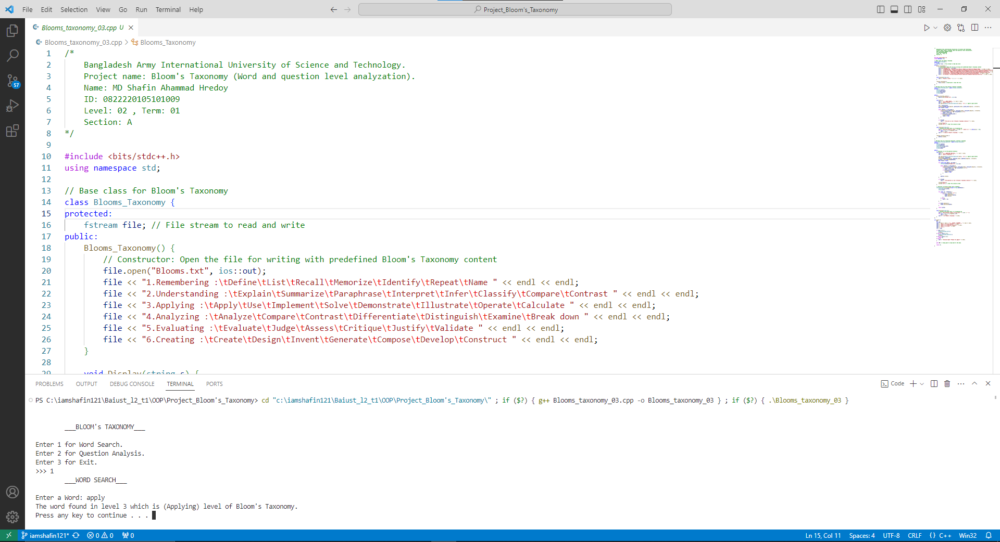 File Edit Selection View Go Run Terminal Help Project_Bloom's_Taxonomy
Blooms_taxonomy_03.cpp U
Blooms_taxonomy_03.cpp > Blooms_Taxonomy
1 /*
2 Bangladesh Army International University of Science and Technology.
3 Project name: Bloom's Taxonomy (Word and question level analyzation).
4 Name: MD Shafin Ahammad Hredoy
5 ID: 0822220105101009
6 Level: 02 , Term: 01
7 Section: A
8 */
9
10 #include <bits/stdc++.h>
11 using namespace std;
12
13 // Base class for Bloom's Taxonomy
14 class Blooms_Taxonomy {
15 protected:
16 fstream file; // File stream to read and write
17 public:
18 Blooms_Taxonomy() {
19 // Constructor: Open the file for writing with predefined Bloom's Taxonomy content
20 file.open("Blooms.txt", ios::out);
21 file << "1.Remembering :\tDefine\tList\tRecall\tMemorize\tIdentify\tRepeat\tName " << endl << endl;
22 file << "2.Understanding :\tExplain\tSummarize\tParaphrase\tInterpret\tInfer\tClassify\tCompare\tContrast " << endl << endl;
23 file << "3.Applying :\tApply\tUse\tImplement\tSolve\tDemonstrate\tIllustrate\tOperate\tCalculate " << endl << endl;
24 file << "4.Analyzing :\tAnalyze\tCompare\tContrast\tDifferentiate\tDistinguish\tExamine\tBreak down " << endl << endl;
25 file << "5.Evaluating :\tEvaluate\tJudge\tAssess\tCritique\tJustify\tValidate " << endl << endl;
26 file << "6.Creating :\tCreate\tDesign\tInvent\tGenerate\tCompose\tDevelop\tConstruct " << endl << endl;
27 }
28
29 void Display(string s) {
57
PROBLEMS OUTPUT DEBUG CONSOLE TERMINAL PORTS Code
PS C:\iamshafin121\Baiust_l2_t1\OOP\Project_Bloom's_Taxonomy> cd "c:\iamshafin121\Baiust_l2_t1\OOP\Project_Bloom's_Taxonomy\" ; if ($?) { g++ Blooms_taxonomy_03.cpp -o Blooms_taxonomy_03 } ; if ($?) { .\Blooms_taxonomy_03 }
___BLOOM's TAXONOMY___
Enter 1 for Word Search.
Enter 2 for Question Analysis.
Enter 3 for Exit.
>>> 1
___WORD SEARCH___
Enter a Word: apply
The word found in level 3 which is (Applying) level of Bloom's Taxonomy.
Press any key to continue . . .
iamshafin121* 0 0 0 Ln 15, Col 11 Spaces: 4 UTF-8 CRLF {} C++ Win32